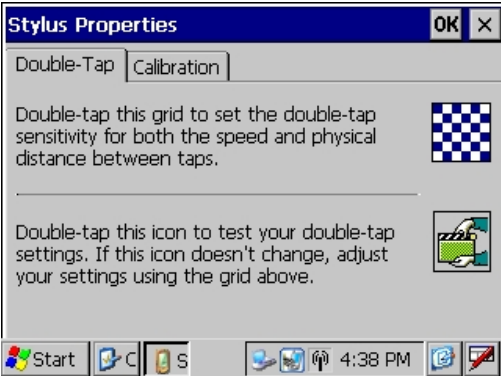 Stylus Properties OK ×
Double-Tap Calibration
Double-tap this grid to set the double-tap
sensitivity for both the speed and physical
distance between taps.
Double-tap this icon to test your double-tap
settings. If this icon doesn't change, adjust
your settings using the grid above.
Start C S 4:38 PM